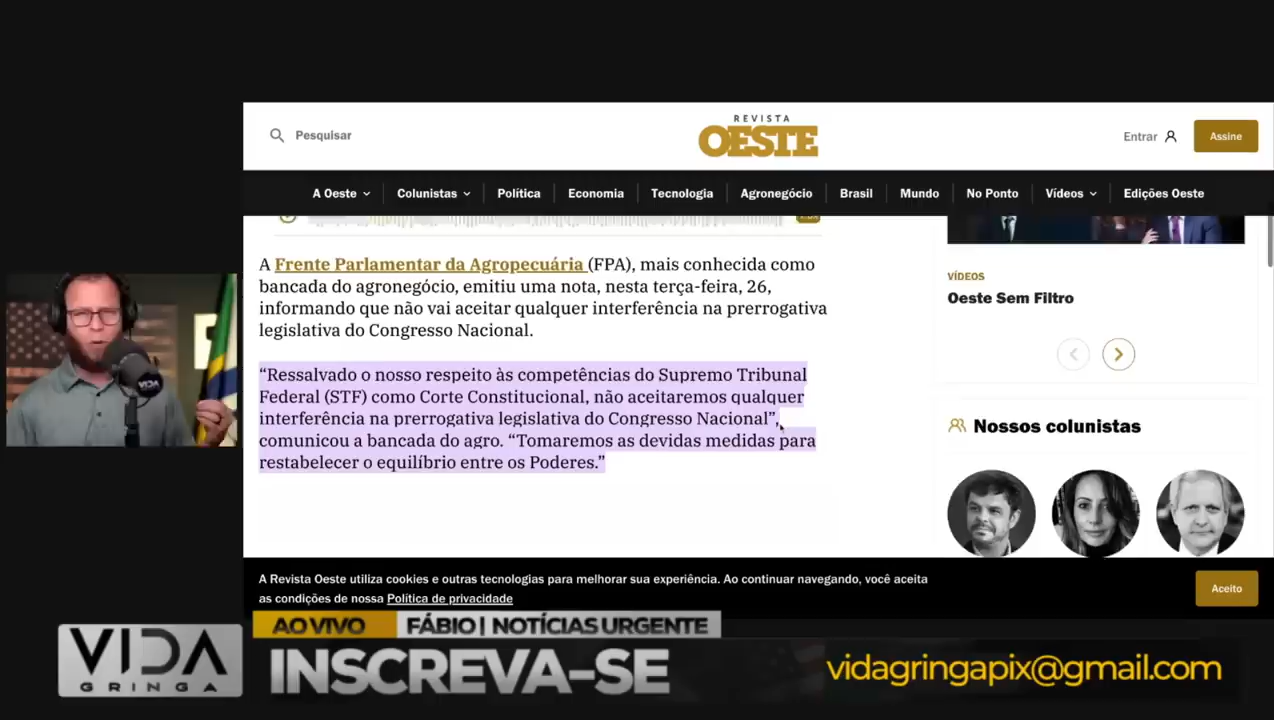 Pesquisar
REVISTA
OESTE
Entrar
Assine
A Oeste
Colunistas
Política
Economia
Tecnologia
Agronegócio
Brasil
Mundo
No Ponto
Vídeos
Edições Oeste
A Frente Parlamentar da Agropecuária (FPA), mais conhecida como
bancada do agronegócio, emitiu uma nota, nesta terça-feira, 26,
informando que não vai aceitar qualquer interferência na prerrogativa
legislativa do Congresso Nacional.
“Ressalvado o nosso respeito às competências do Supremo Tribunal
Federal (STF) como Corte Constitucional, não aceitaremos qualquer
interferência na prerrogativa legislativa do Congresso Nacional”,
comunicou a bancada do agro. “Tomaremos as devidas medidas para
restabelecer o equilíbrio entre os Poderes.”
VÍDEOS
Oeste Sem Filtro
Nossos colunistas
A Revista Oeste utiliza cookies e outras tecnologias para melhorar sua experiência. Ao continuar navegando, você aceita
as condições de nossa Política de privacidade
Aceito
VIDA
AO VIVO
FÁBIO | NOTÍCIAS URGENTE
VIDA
GRINGA
INSCREVA-SE
vidagringapix@gmail.com